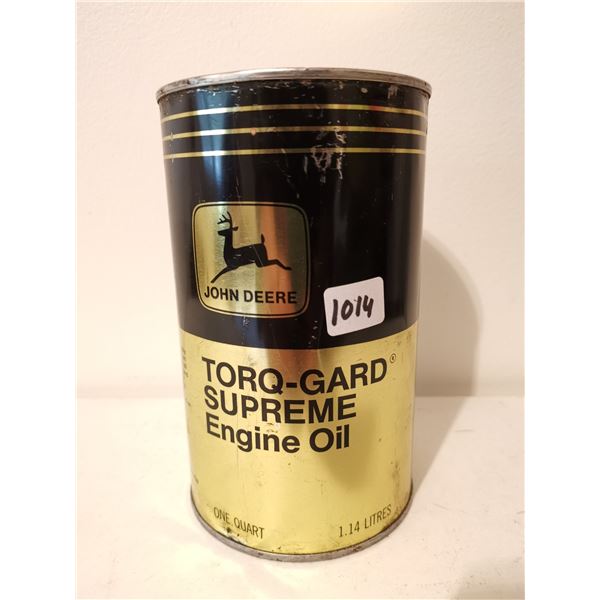 JOHN DEERE
1014
TORQ-GARD®
SUPREME
Engine Oil
ONE QUART 1.14 LITRES